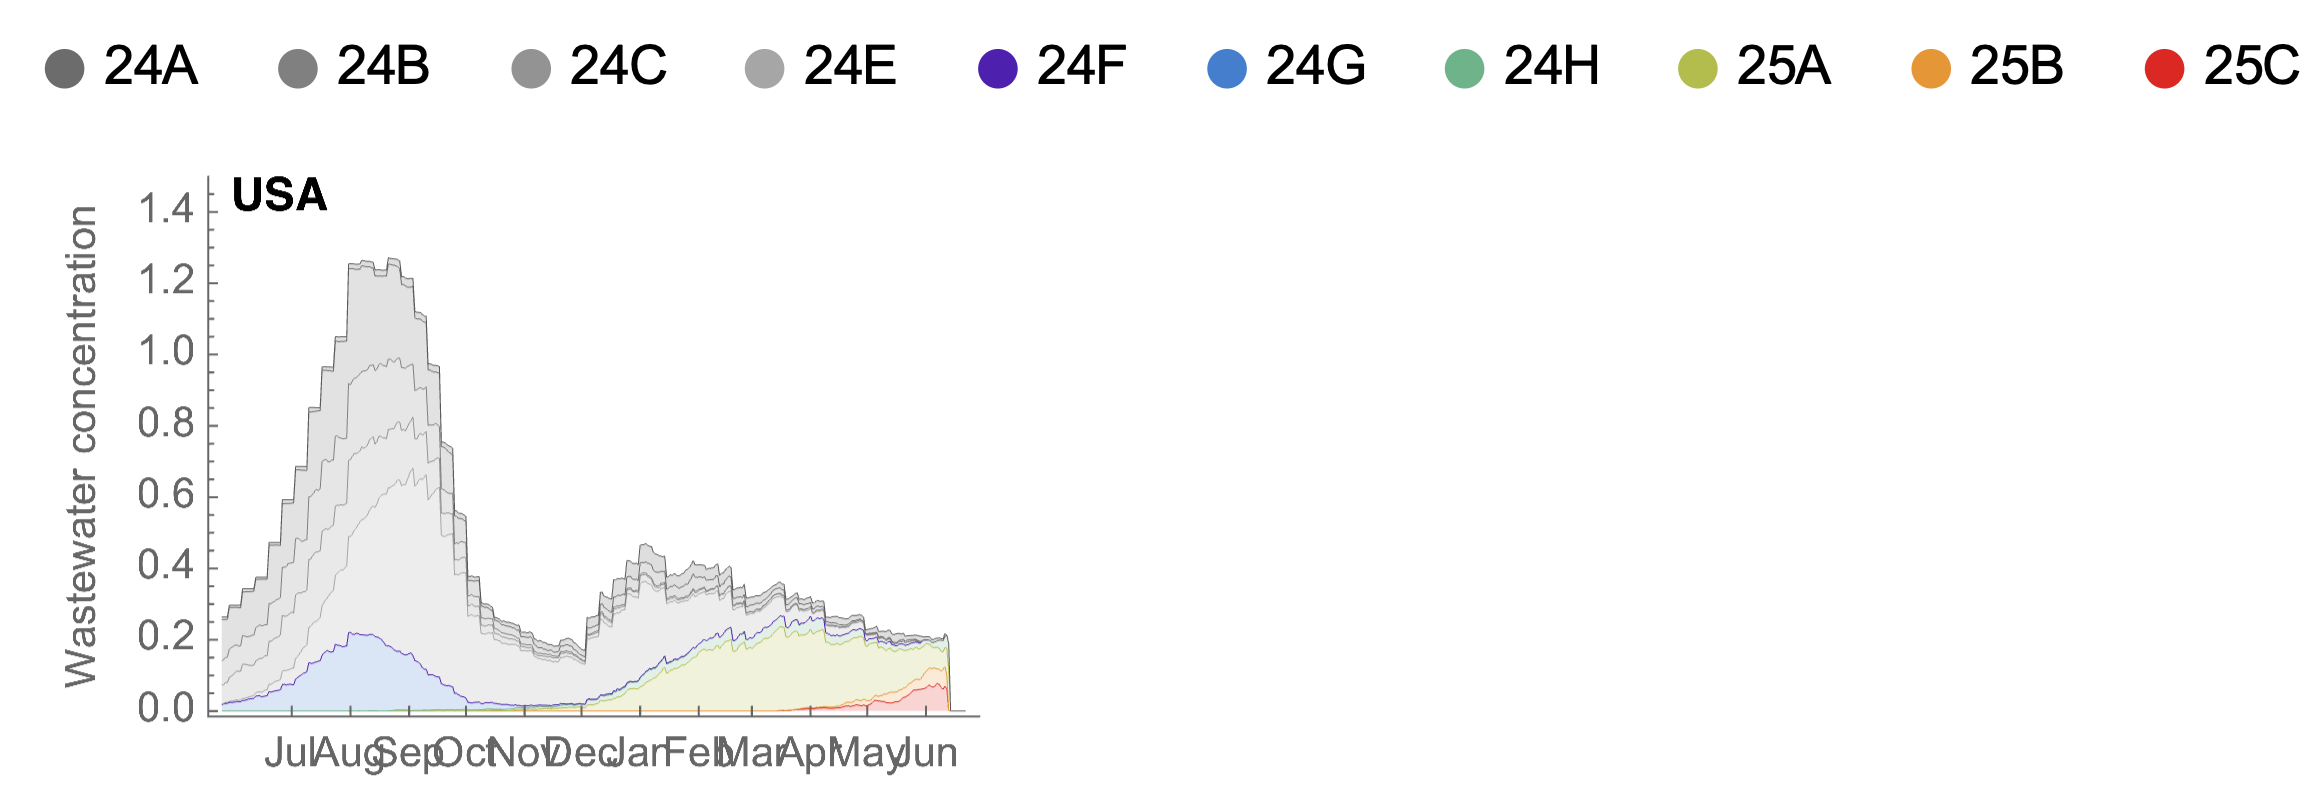 24A 24B 24C 24E 24F 24G 24H 25A 25B 25C
USA
Wastewater concentration
1.4
1.2
1.0
0.8
0.6
0.4
0.2
0.0
Jul Aug Sep Oct Nov Dec Jan Feb Mar Apr May Jun